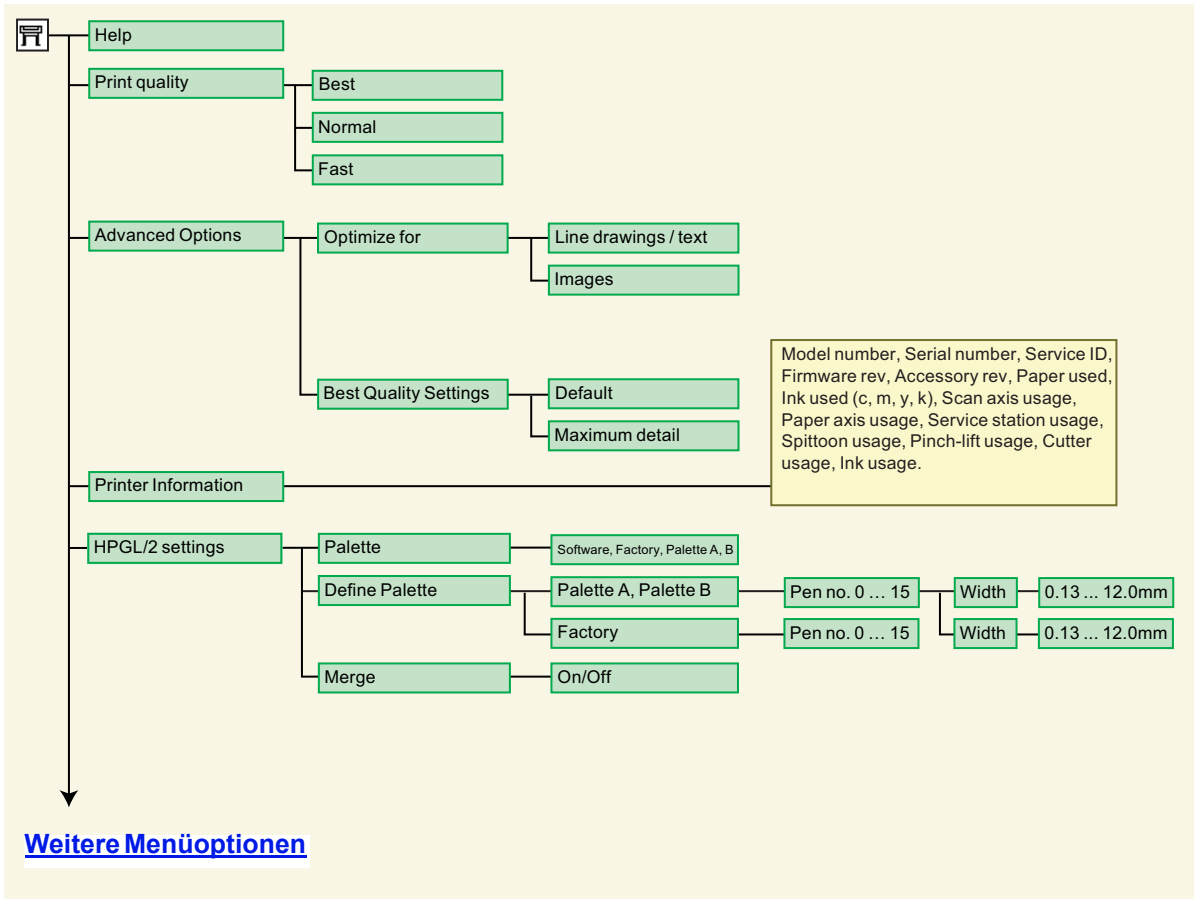 Help
Print quality
Best
Normal
Fast
Advanced Options
Optimize for
Line drawings / text
Images
Best Quality Settings
Default
Maximum detail
Model number, Serial number, Service ID,
Firmware rev, Accessory rev, Paper used,
Ink used (c, m, y, k), Scan axis usage,
Paper axis usage, Service station usage,
Spittoon usage, Pinch-lift usage, Cutter
usage, Ink usage.
Printer Information
HPGL/2 settings
Palette
Software, Factory, Palette A, B
Define Palette
Palette A, Palette B
Pen no. 0 ... 15
Width
0.13 ... 12.0mm
Factory
Pen no. 0 ... 15
Width
0.13 ... 12.0mm
Merge
On/Off
Weitere Menüoptionen